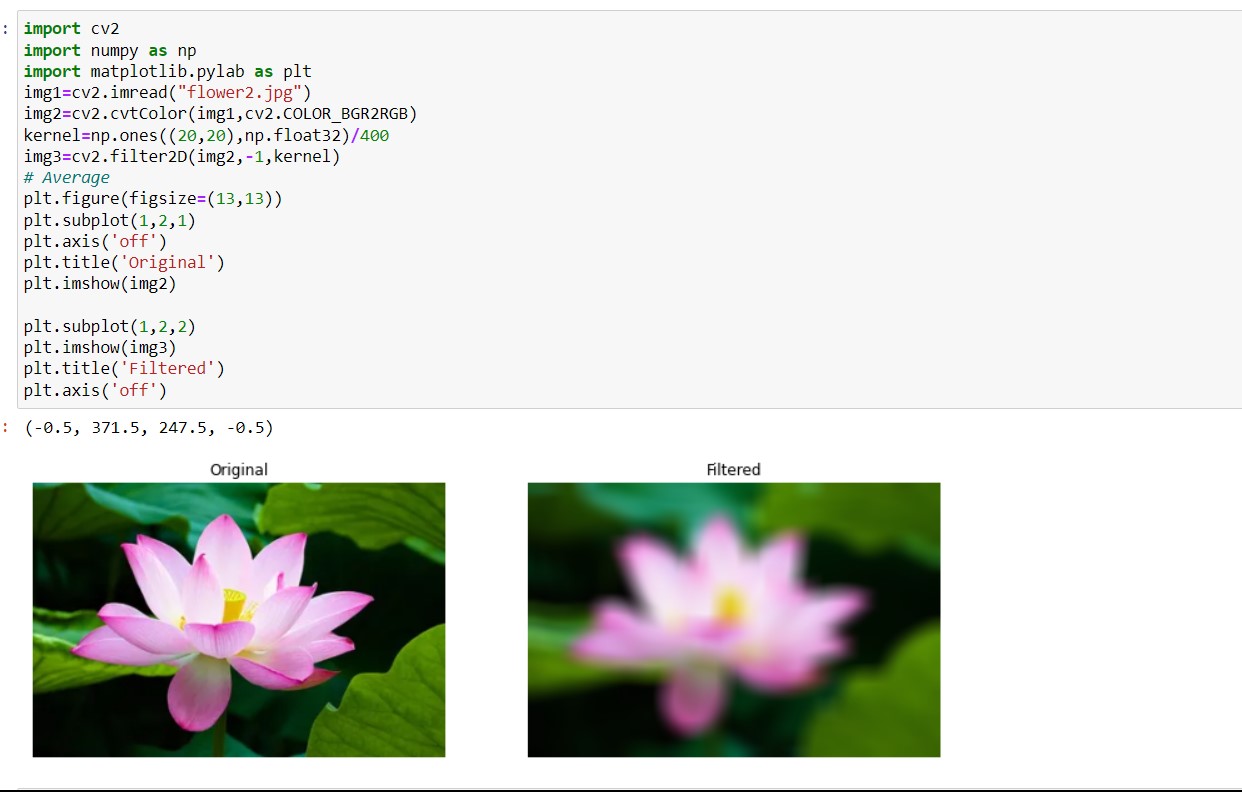 : import cv2
import numpy as np
import matplotlib.pylab as plt
img1=cv2.imread("flower2.jpg")
img2=cv2.cvtColor(img1,cv2.COLOR_BGR2RGB)
kernel=np.ones((20,20),np.float32)/400
img3=cv2.filter2D(img2,-1,kernel)
# Average
plt.figure(figsize=(13,13))
plt.subplot(1,2,1)
plt.axis('off')
plt.title('Original')
plt.imshow(img2)

plt.subplot(1,2,2)
plt.imshow(img3)
plt.title('Filtered')
plt.axis('off')
: (-0.5, 371.5, 247.5, -0.5)
Original
Filtered